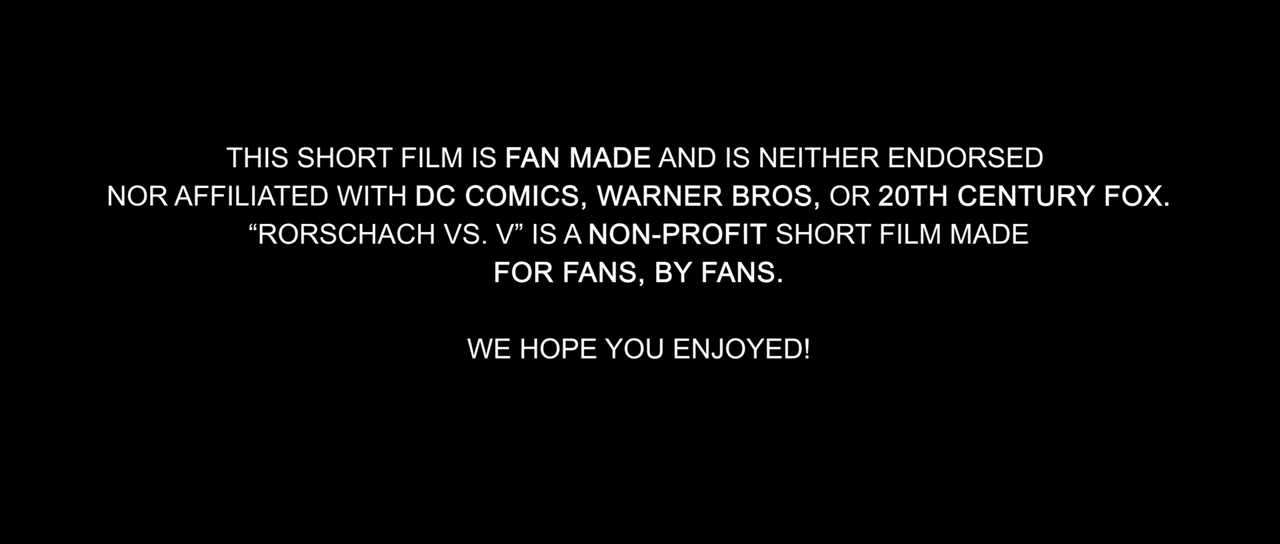 THIS SHORT FILM IS FAN MADE AND IS NEITHER ENDORSED
NOR AFFILIATED WITH DC COMICS, WARNER BROS, OR 20TH CENTURY FOX.
“RORSCHACH VS. V” IS A NON-PROFIT SHORT FILM MADE
FOR FANS, BY FANS.
WE HOPE YOU ENJOYED!